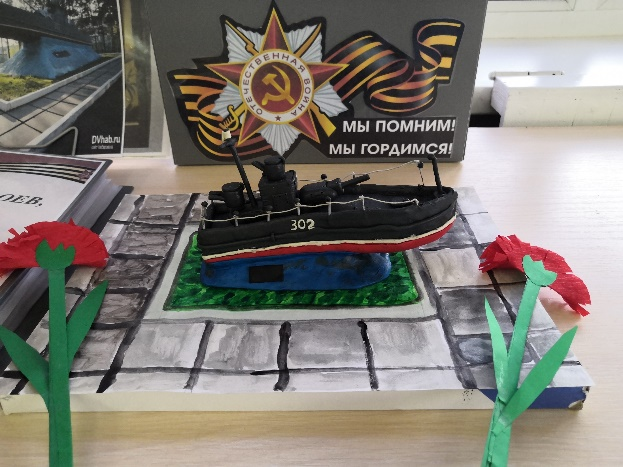 DVhab.ru
ОТЕЧЕСТВЕННАЯ ВОЙНА
МЫ ПОМНИМ!
МЫ ГОРДИМСЯ!
ОЕВ.
302